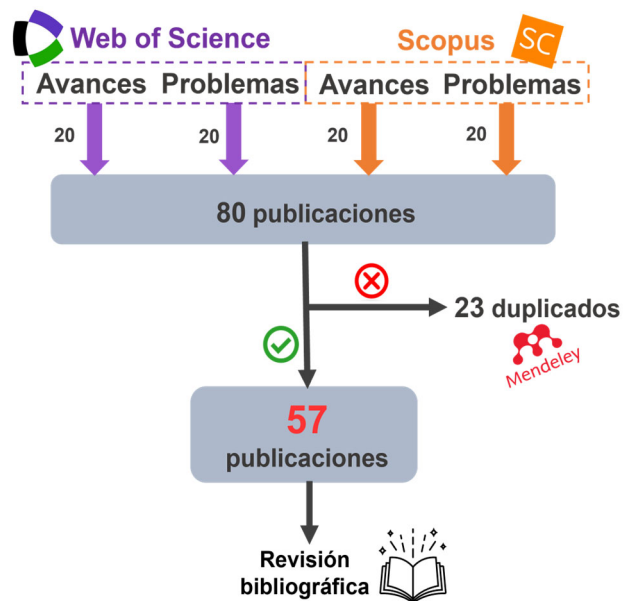 Web of Science
Scopus SC
Avances Problemas Avances Problemas
20 20 20 20
80 publicaciones
23 duplicados
Mendeley
57
publicaciones
Revisión
bibliográfica